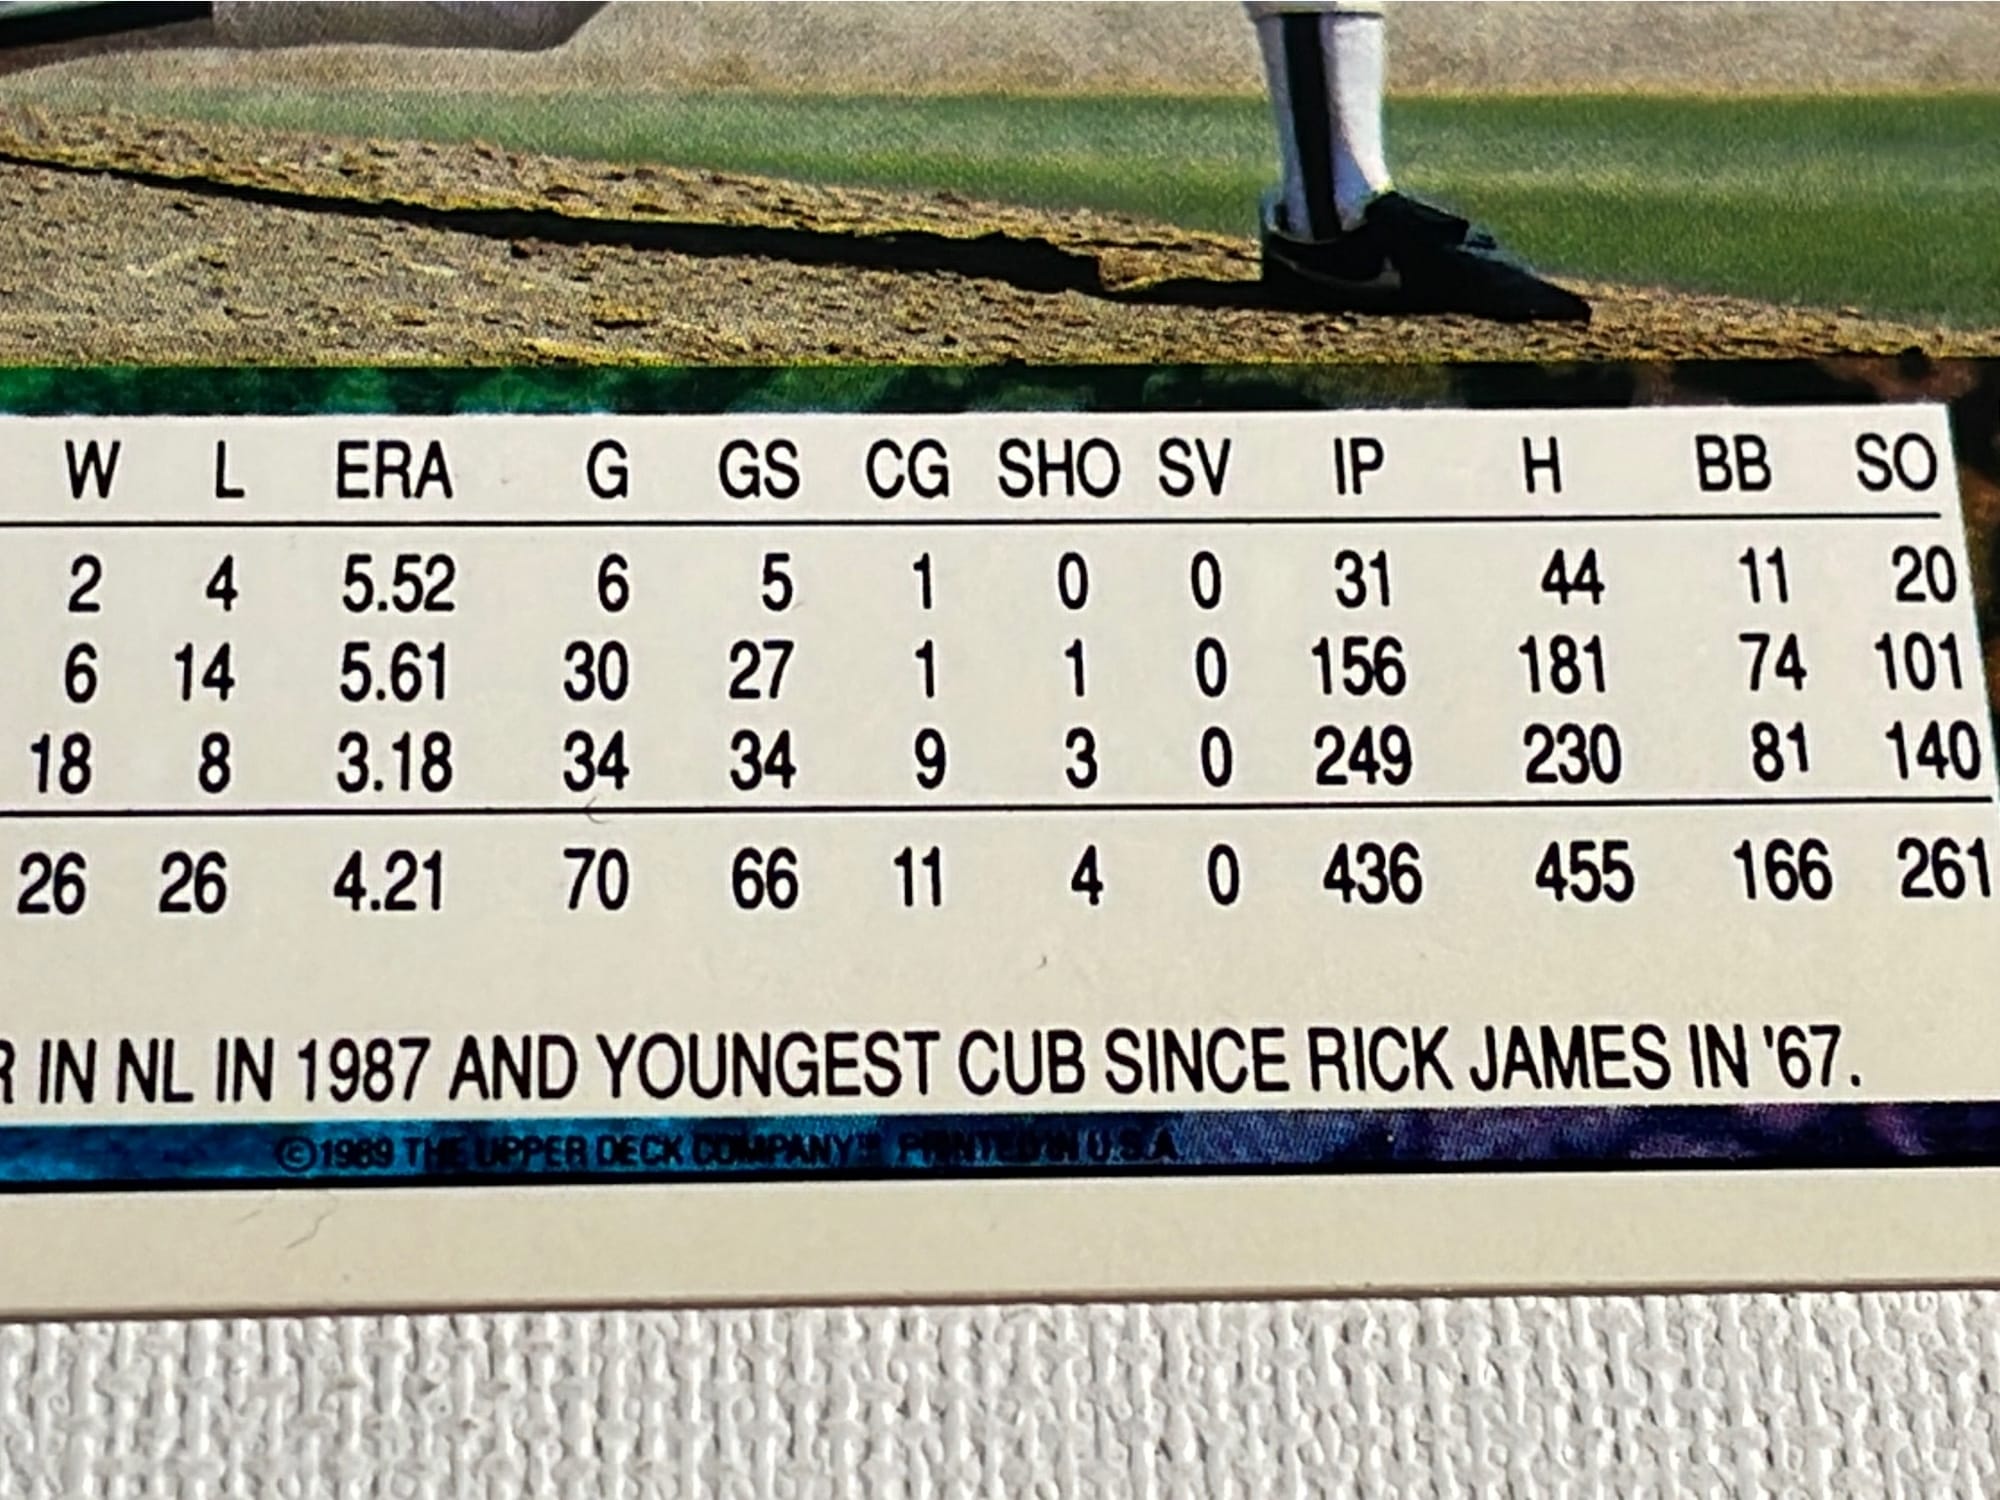 W L ERA G GS CG SHO SV IP H BB SO
2 4 5.52 6 5 1 0 0 31 44 11 20
6 14 5.61 30 27 1 1 0 156 181 74 101
18 8 3.18 34 34 9 3 0 249 230 81 140
26 26 4.21 70 66 11 4 0 436 455 166 261
R IN NL IN 1987 AND YOUNGEST CUB SINCE RICK JAMES IN '67.
©1989 THE UPPER DECK COMPANY™ PRINTED IN U.S.A.